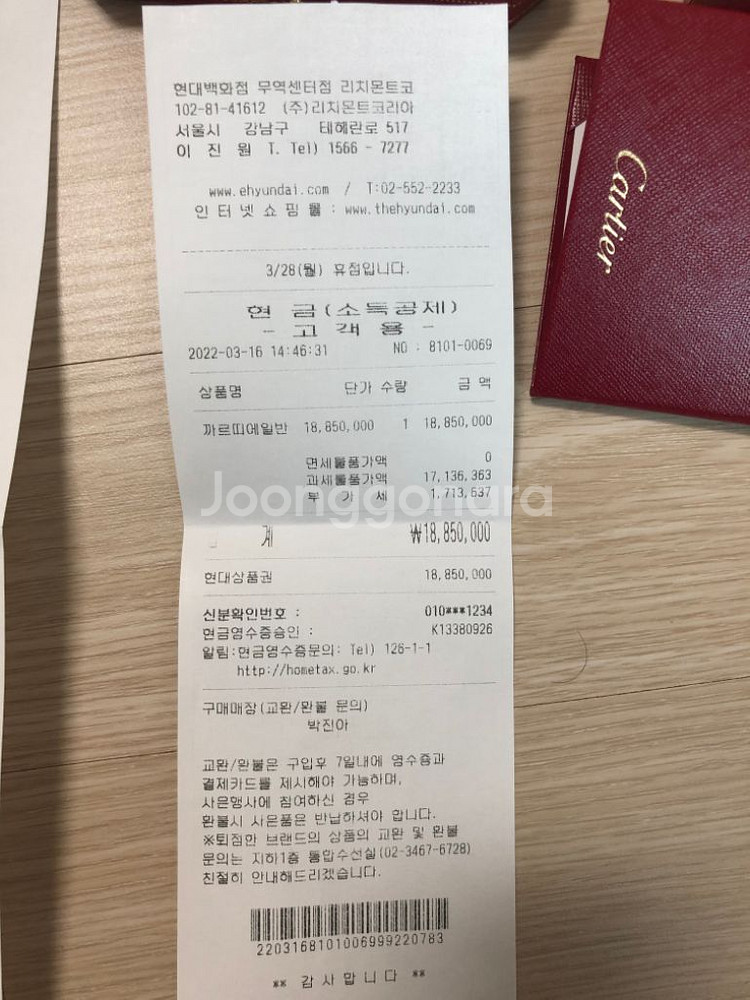 현대백화점 무역센터점 리치몬트코
102-81-41612 (주)리치몬트코리아
서울시 강남구 테헤란로 517
이 진 원 T. Tel) 1566 - 7277
www.ehyundai.com / T:02-552-2233
인 터 넷 쇼 핑 몰 : www.thehyundai.com
3/28(월) 휴점입니다.
현 금(소득공제)
- 고 객 용 -
2022-03-16 14:46:31 NO : 8101-0069
상품명 단가 수량 금 액
까르띠에일반 18,850,000 1 18,850,000
면세물품가액 0
과세물품가액 17,136,363
부 가 세 1,713,637
계 ₩18,850,000
현대상품권 18,850,000
신분확인번호 : 010***1234
현금영수증승인 : K13380926
알림:현금영수증문의: Tel) 126-1-1
http://hometax.go.kr
구매매장(교환/환불 문의)
박진아
교환/환불은 구입후 7일내에 영수증과
결제카드를 제시해야 가능하며,
사은행사에 참여하신 경우
환불시 사은품은 반납하셔야 합니다.
※퇴점한 브랜드의 상품의 교환 및 환불
문의는 지하1층 통합수선실(02-3467-6728)
친절히 안내해드리겠습니다.
2203168101006999220783
** 감 사 합 니 다 **
Cartier
Joonggonara